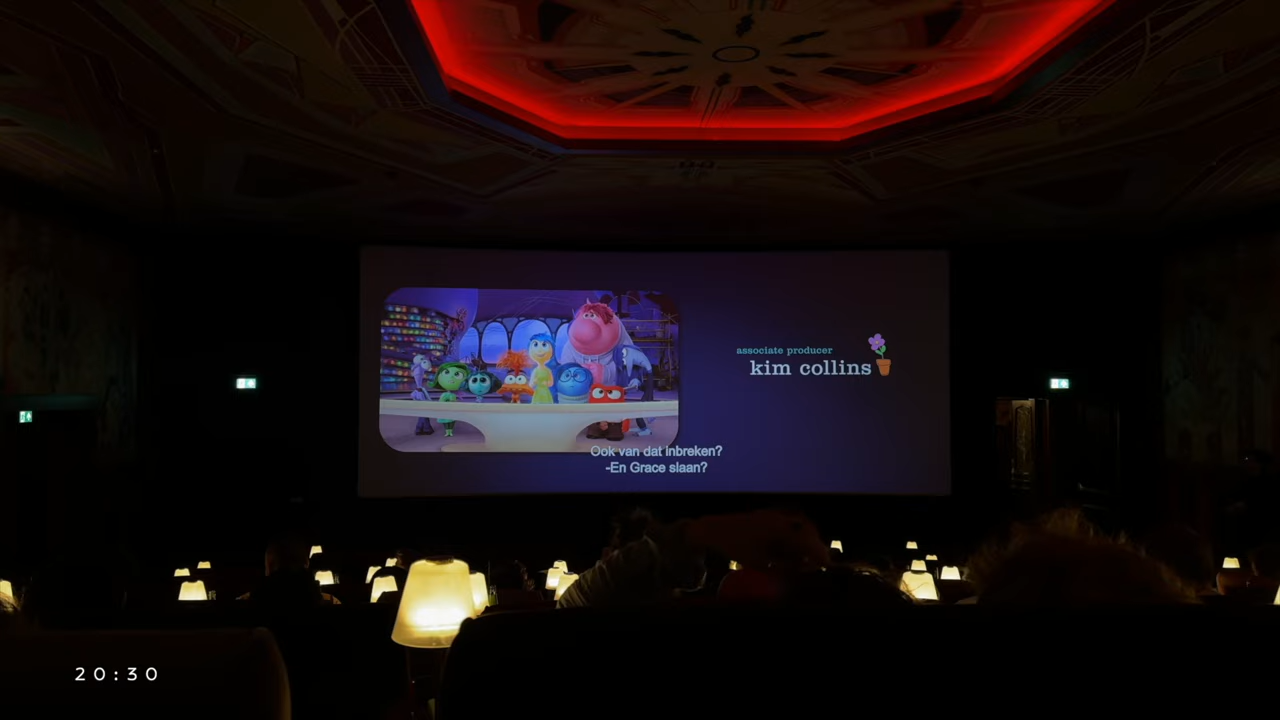 associate producer
kim collins
Ook van dat inbreken?
-En Grace slaan?
20:30